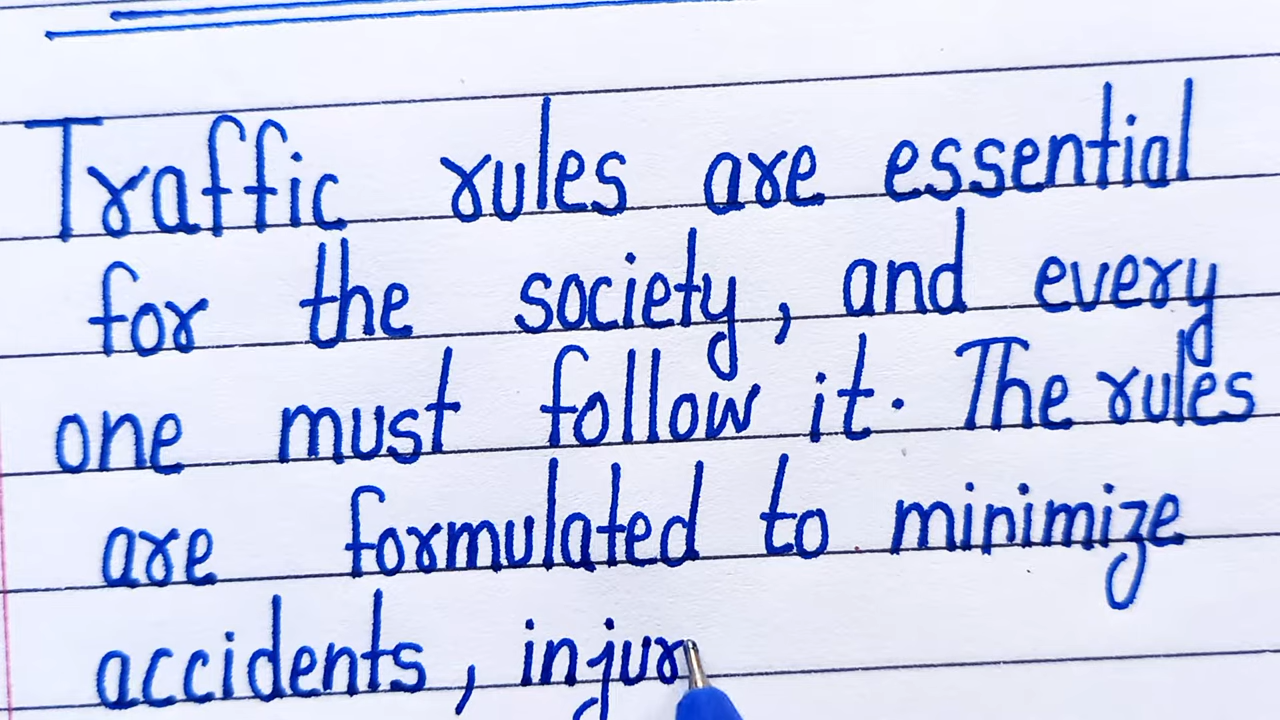 Traffic rules are essential
for the society, and every
one must follow it. The rules
are formulated to minimize
accidents, injur